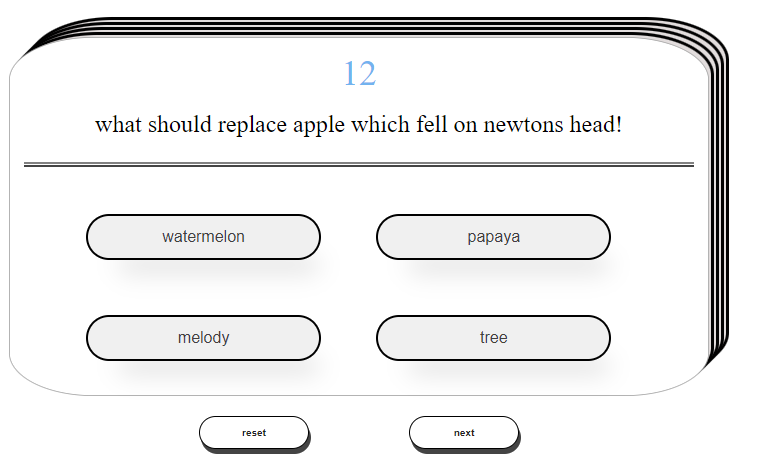 12
what should replace apple which fell on newtons head!
watermelon
papaya
melody
tree
reset
next